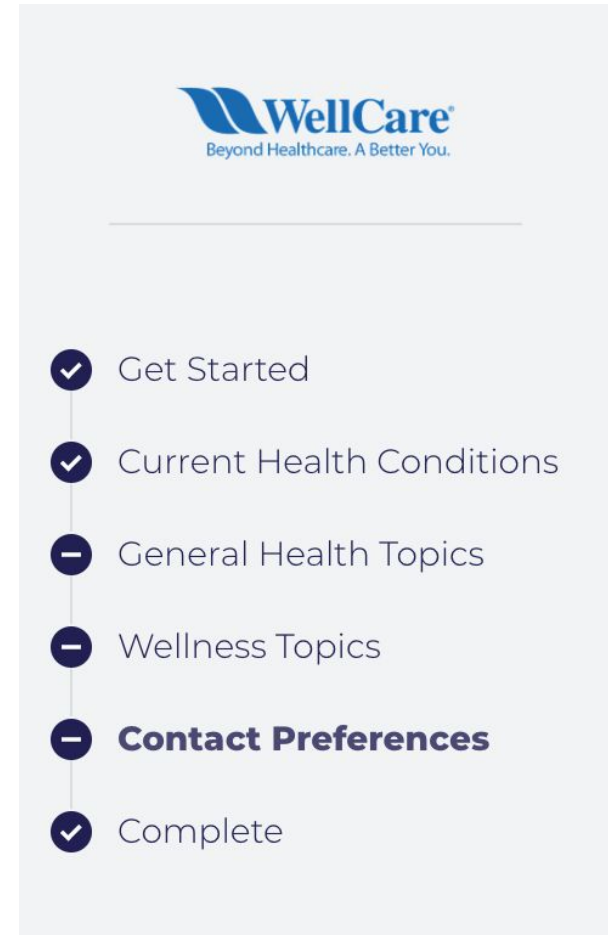 WellCare®
Beyond Healthcare. A Better You.
Get Started
Current Health Conditions
General Health Topics
Wellness Topics
Contact Preferences
Complete